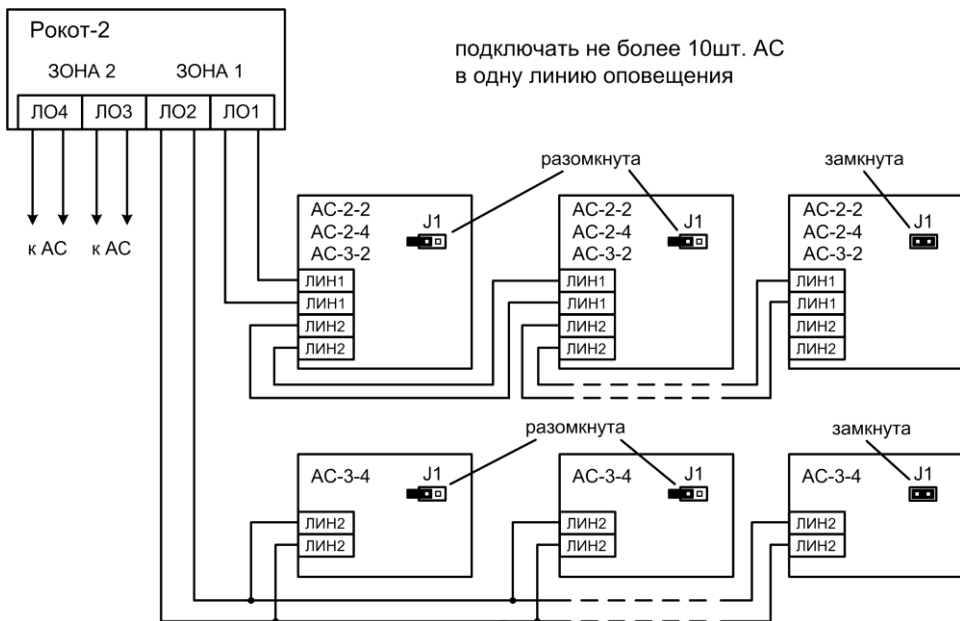 Рокот-2
ЗОНА 2 ЗОНА 1
ЛО4 ЛО3 ЛО2 ЛО1
к АС к АС
подключать не более 10шт. АС
в одну линию оповещения
разомкнута
замкнута
АС-2-2
АС-2-4
АС-3-2
J1
ЛИН1
ЛИН1
ЛИН2
ЛИН2
АС-2-2
АС-2-4
АС-3-2
J1
ЛИН1
ЛИН1
ЛИН2
ЛИН2
АС-2-2
АС-2-4
АС-3-2
J1
ЛИН1
ЛИН1
ЛИН2
ЛИН2
разомкнута
замкнута
АС-3-4
J1
ЛИН2
ЛИН2
АС-3-4
J1
ЛИН2
ЛИН2
АС-3-4
J1
ЛИН2
ЛИН2